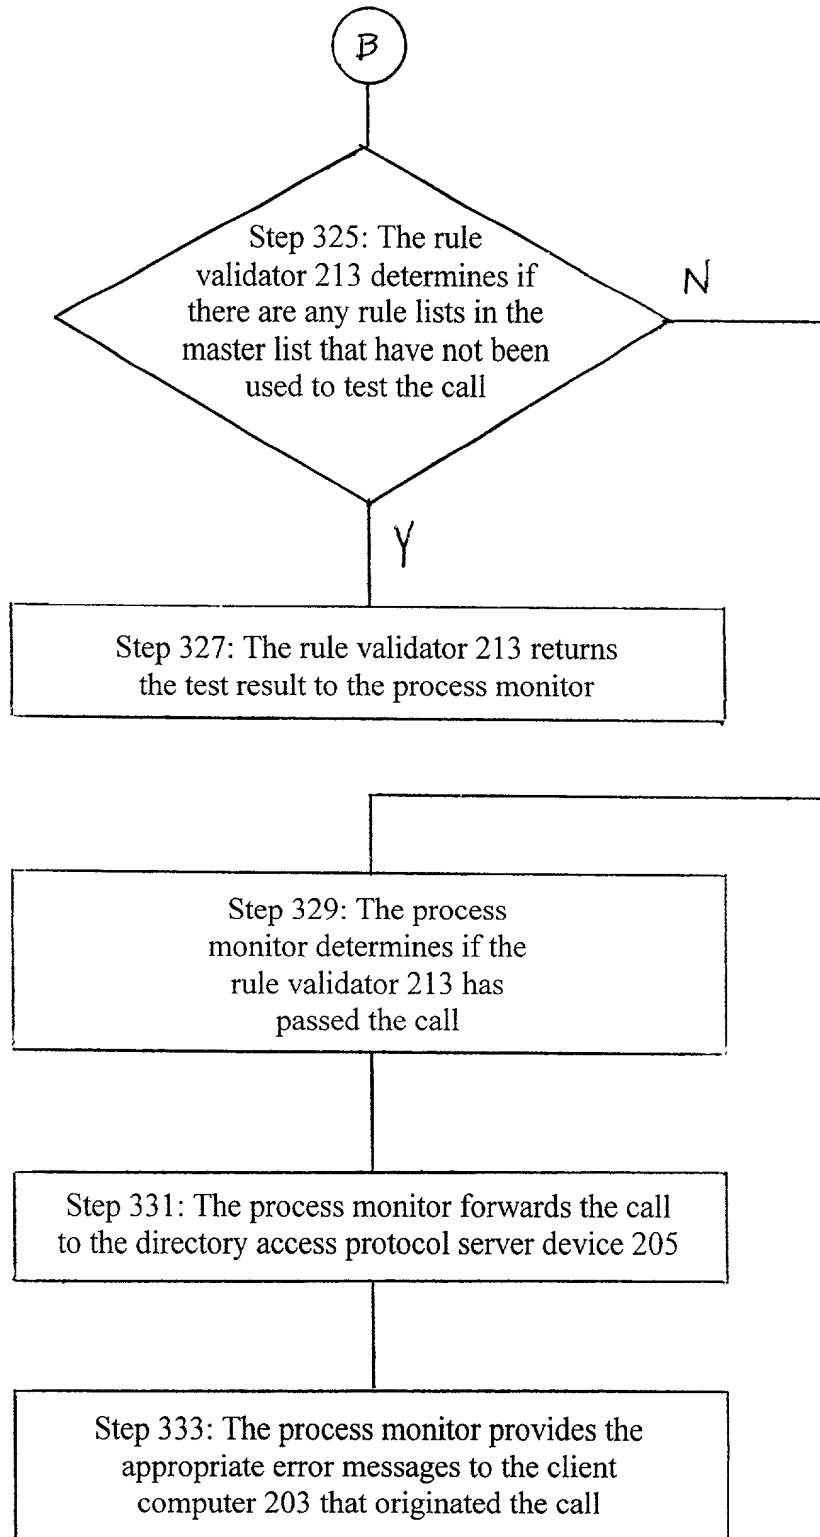 B
Step 325: The rule
validator 213 determines if
there are any rule lists in the
master list that have not been
used to test the call
N
Y
Step 327: The rule validator 213 returns
the test result to the process monitor
Step 329: The process
monitor determines if the
rule validator 213 has
passed the call
Step 331: The process monitor forwards the call
to the directory access protocol server device 205
Step 333: The process monitor provides the
appropriate error messages to the client
computer 203 that originated the call